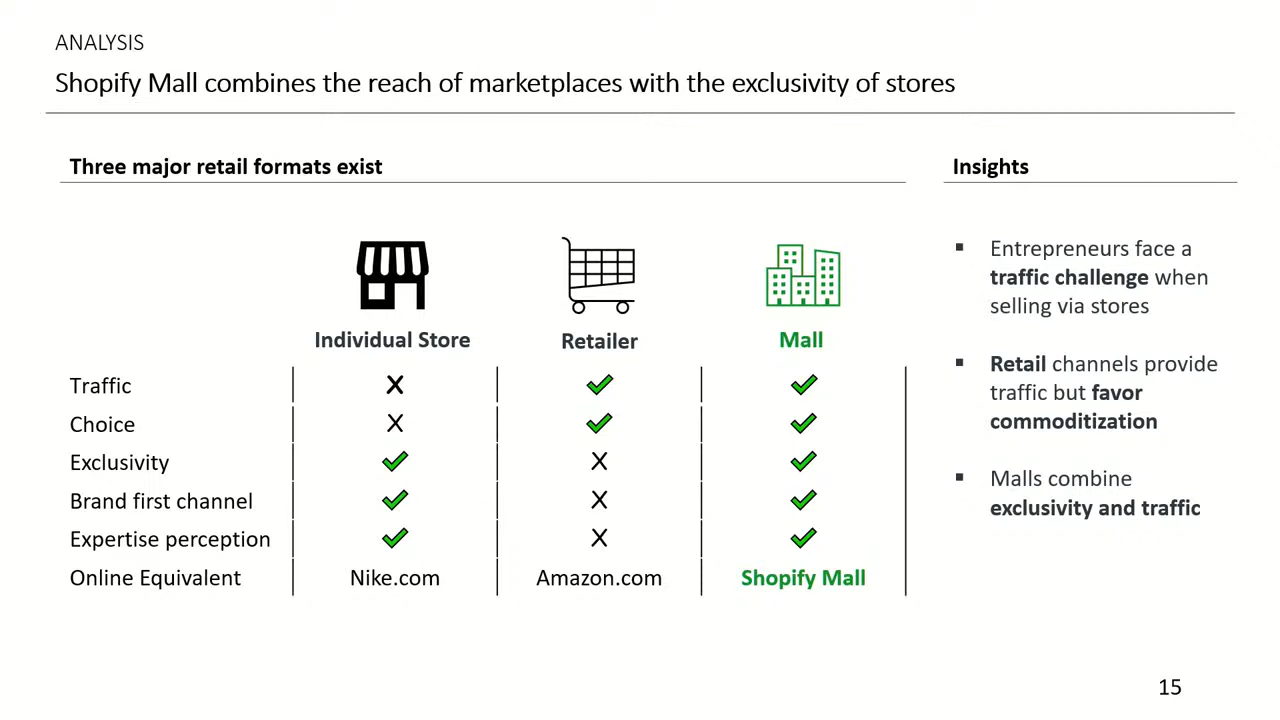 ANALYSIS
Shopify Mall combines the reach of marketplaces with the exclusivity of stores
Three major retail formats exist
Individual Store
Retailer
Mall
Traffic
Choice
Exclusivity
Brand first channel
Expertise perception
Online Equivalent
Nike.com
Amazon.com
Shopify Mall
Insights
▪ Entrepreneurs face a
traffic challenge when
selling via stores
▪ Retail channels provide
traffic but favor
commoditization
▪ Malls combine
exclusivity and traffic
15